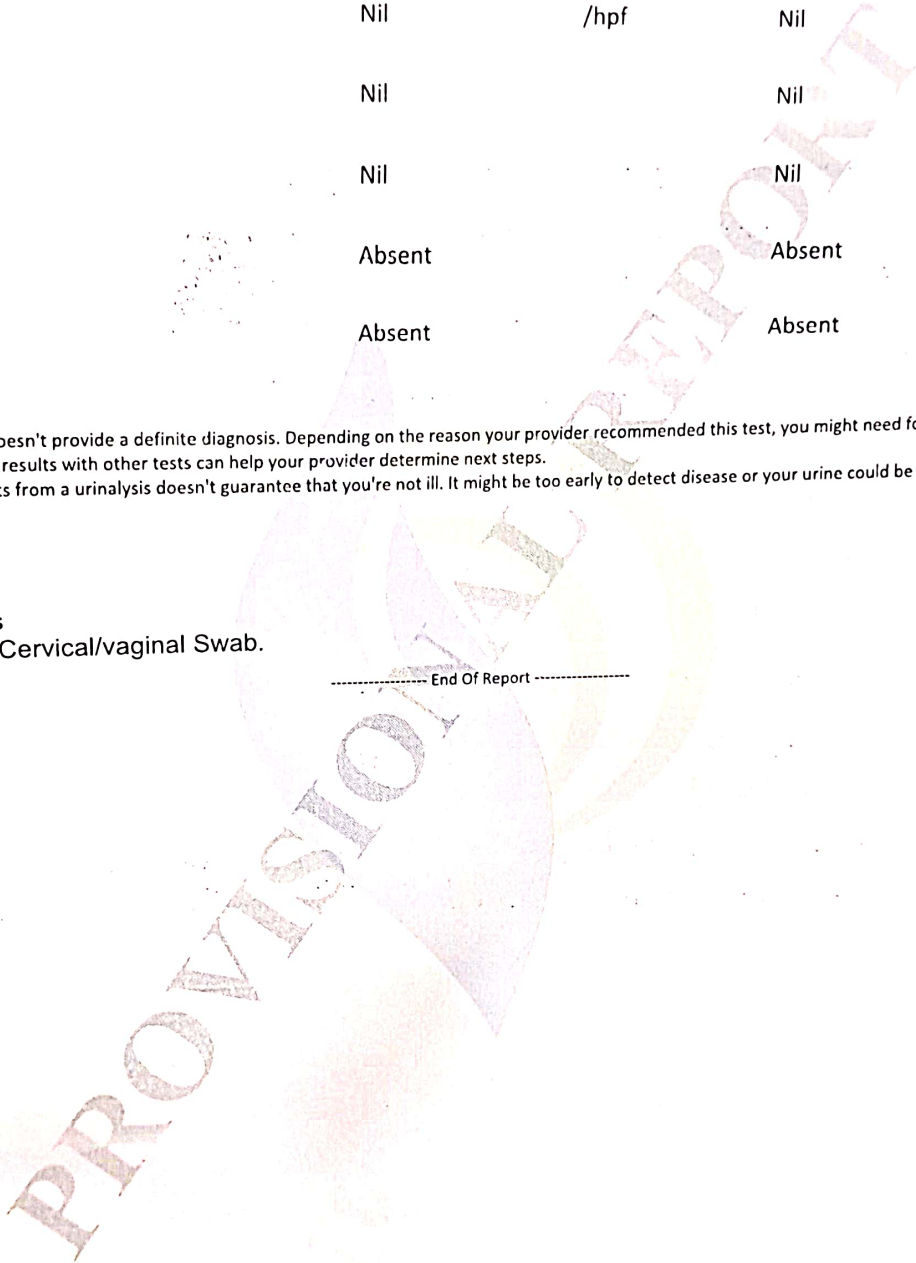 Nil /hpf Nil
Nil Nil
Nil Nil
Absent Absent
Absent Absent
oesn't provide a definite diagnosis. Depending on the reason your provider recommended this test, you might need fo
results with other tests can help your provider determine next steps.
s from a urinalysis doesn't guarantee that you're not ill. It might be too early to detect disease or your urine could be
s
Cervical/vaginal Swab.
------------------ End Of Report ------------------
PROVISIONAL REPORT